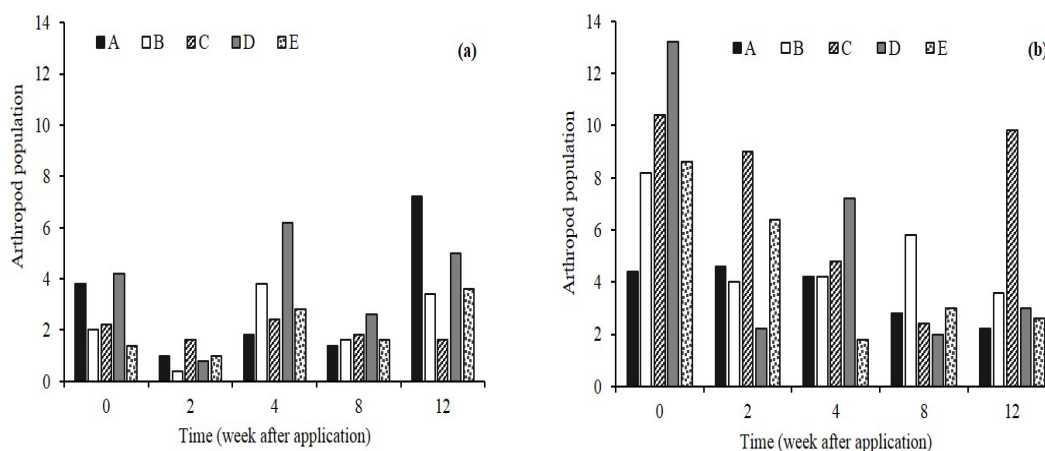 14
12
10
8
6
4
2
0
Arthropod population
A B C D E
(a)
0 2 4 8 12
Time (week after application)
14
12
10
8
6
4
2
0
Arthropod population
A B C D E
(b)
0 2 4 8 12
Time (week after application)